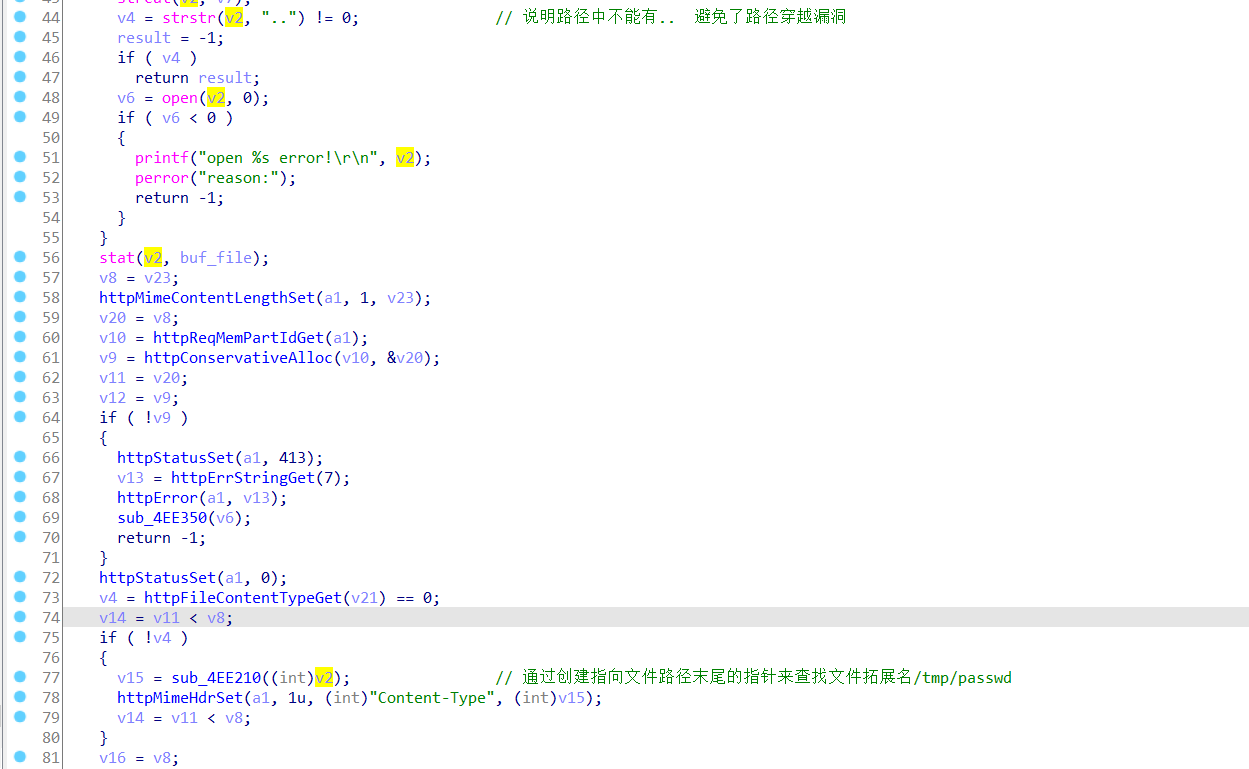 44 v4 = strstr(v2, "..") != 0; // 说明路径中不能有.. 避免了路径穿越漏洞
45 result = -1;
46 if ( v4 )
47 return result;
48 v6 = open(v2, 0);
49 if ( v6 < 0 )
50 {
51 printf("open %s error!\r\n", v2);
52 perror("reason:");
53 return -1;
54 }
55 }
56 stat(v2, buf_file);
57 v8 = v23;
58 httpMimeContentLengthSet(a1, 1, v23);
59 v20 = v8;
60 v10 = httpReqMemPartIdGet(a1);
61 v9 = httpConservativeAlloc(v10, &v20);
62 v11 = v20;
63 v12 = v9;
64 if ( !v9 )
65 {
66 httpStatusSet(a1, 413);
67 v13 = httpErrStringGet(7);
68 httpError(a1, v13);
69 sub_4EE350(v6);
70 return -1;
71 }
72 httpStatusSet(a1, 0);
73 v4 = httpFileContentTypeGet(v21) == 0;
74 v14 = v11 < v8;
75 if ( !v4 )
76 {
77 v15 = sub_4EE210((int)v2); // 通过创建指向文件路径末尾的指针来查找文件拓展名/tmp/passwd
78 httpMimeHdrSet(a1, 1u, (int)"Content-Type", (int)v15);
79 v14 = v11 < v8;
80 }
81 v16 = v8;